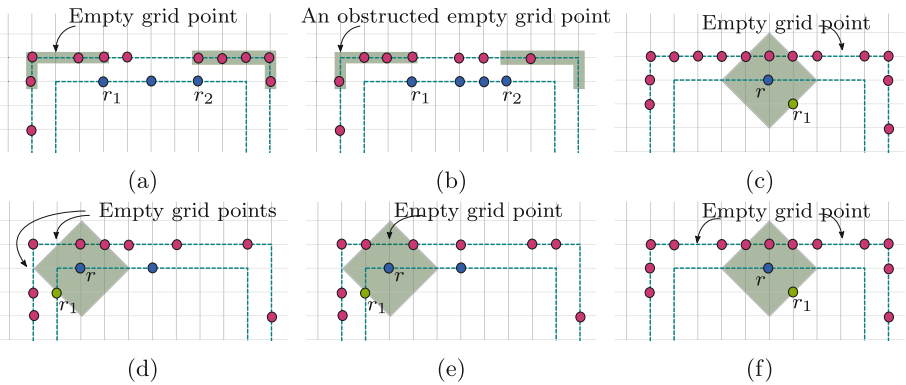 Empty grid point
r1 r2
(a)
An obstructed empty grid point
r1 r2
(b)
Empty grid point
r
r1
(c)
Empty grid points
r
r1
(d)
Empty grid point
r
r1
(e)
Empty grid point
r
r1
(f)